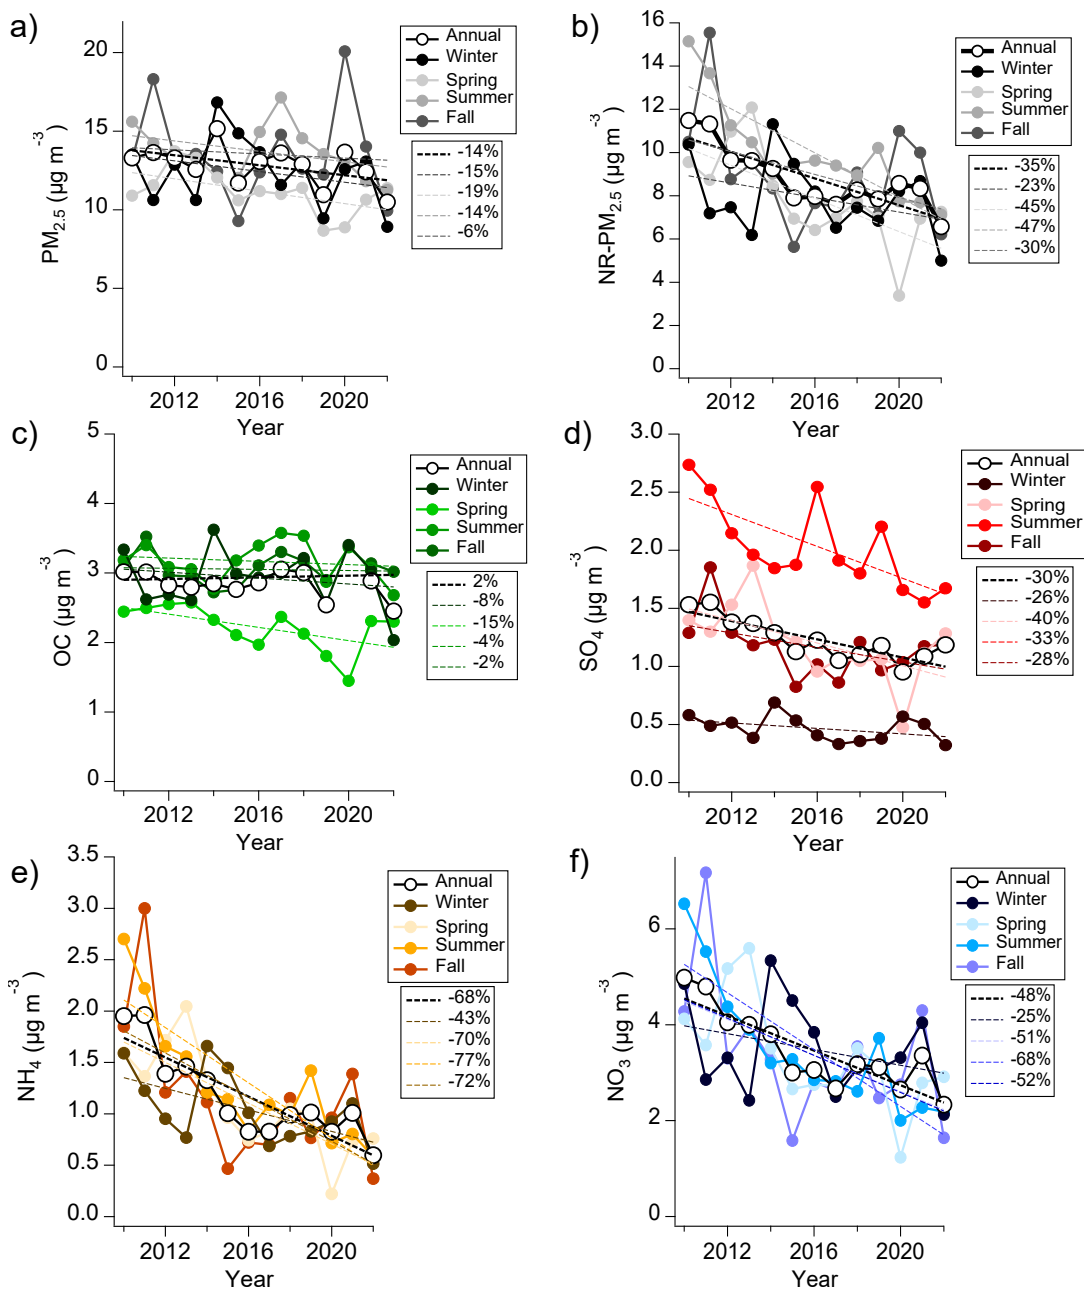 a)
20
15
10
5
0
PM2.5 (µg m-3)
2012
2016
2020
Year
Annual
Winter
Spring
Summer
Fall
-14%
-15%
-19%
-14%
-6%
b)
16
14
12
10
8
6
4
2
0
NR-PM2.5 (µg m-3)
2012
2016
2020
Year
Annual
Winter
Spring
Summer
Fall
-35%
-23%
-45%
-47%
-30%
c)
5
4
3
2
1
0
OC (µg m-3)
2012
2016
2020
Year
Annual
Winter
Spring
Summer
Fall
2%
-8%
-15%
-4%
-2%
d)
3.0
2.5
2.0
1.5
1.0
0.5
0.0
SO4 (µg m-3)
2012
2016
2020
Year
Annual
Winter
Spring
Summer
Fall
-30%
-26%
-40%
-33%
-28%
e)
3.5
3.0
2.5
2.0
1.5
1.0
0.5
0.0
NH4 (µg m-3)
2012
2016
2020
Year
Annual
Winter
Spring
Summer
Fall
-68%
-43%
-70%
-77%
-72%
f)
6
4
2
0
NO3 (µg m-3)
2012
2016
2020
Year
Annual
Winter
Spring
Summer
Fall
-48%
-25%
-51%
-68%
-52%